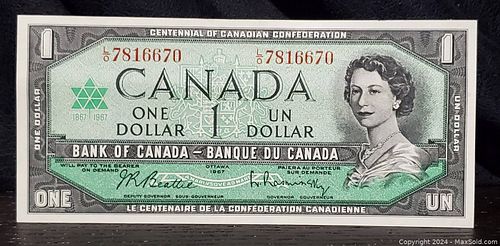 CENTENNIAL OF CANADIAN CONFEDERATION
1 L/O 7816670 L/O 7816670 1
CANADA
1867 1967
ONE DOLLAR
ONE 1 UN
DOLLAR DOLLAR
UN DOLLAR
BANK OF CANADA – BANQUE DU CANADA
WILL PAY TO THE BEARER ON DEMAND
OTTAWA 1967
PAIERA AU PORTEUR SUR DEMANDE
J.R. Beattie
L. Rasminsky
DEPUTY GOVERNOR SOUS-GOUVERNEUR
GOVERNOR GOUVERNEUR
ONE UN
LE CENTENAIRE DE LA CONFEDERATION CANADIENNE
Copyright 2024 - MaxSold.com